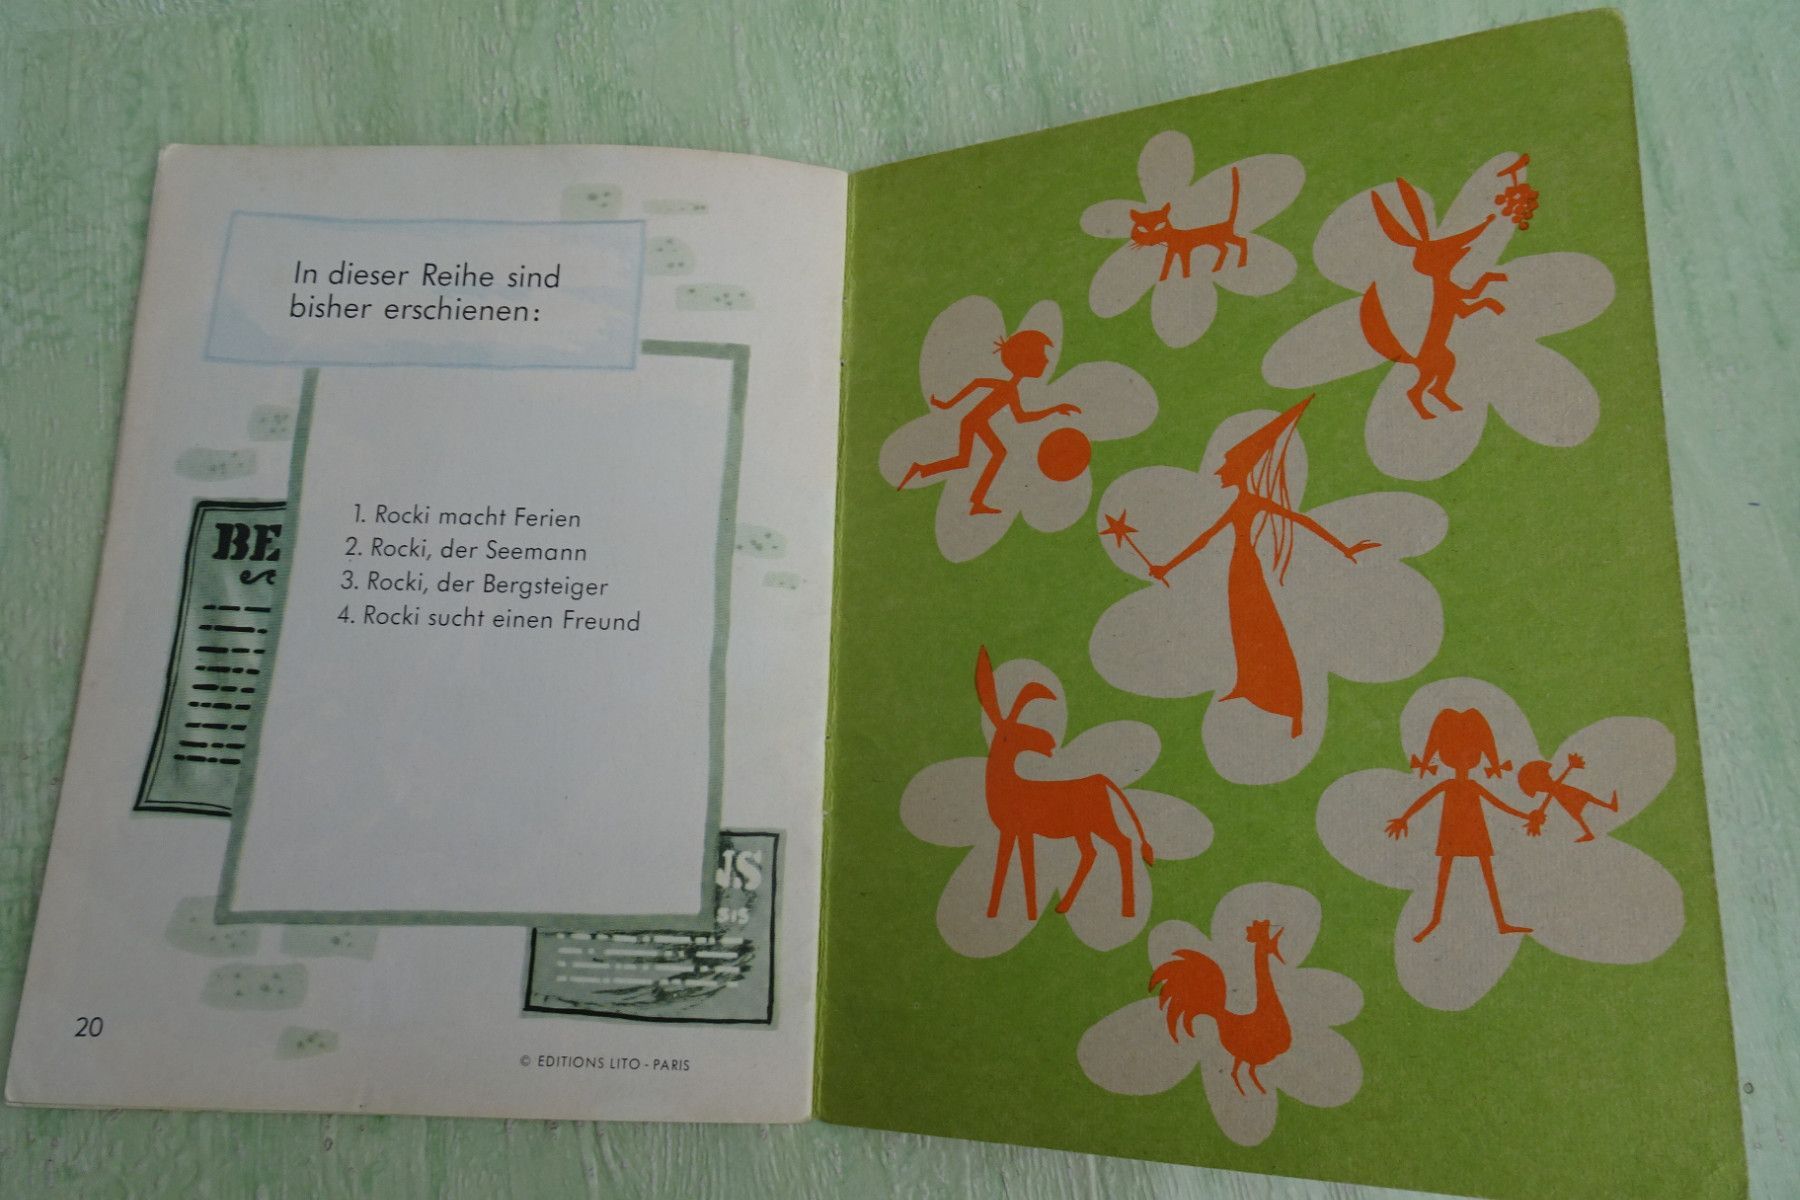 In dieser Reihe sind
bisher erschienen:
1. Rocki macht Ferien
2. Rocki, der Seemann
3. Rocki, der Bergsteiger
4. Rocki sucht einen Freund
20
© EDITIONS LITO - PARIS